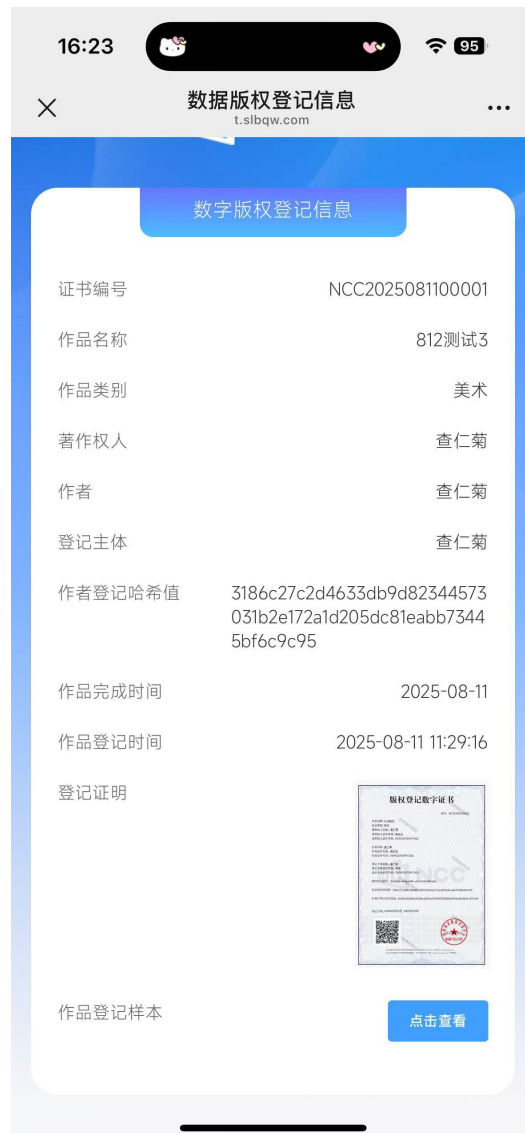 16:23
95
数据版权登记信息
t.slbqw.com
数字版权登记信息
证书编号 NCC2025081100001
作品名称 812测试3
作品类别 美术
著作权人 查仁菊
作者 查仁菊
登记主体 查仁菊
作者登记哈希值 3186c27c2d4633db9d82344573
031b2e172a1d205dc81eabb7344
5bf6c9c95
作品完成时间 2025-08-11
作品登记时间 2025-08-11 11:29:16
登记证明
版权登记数字证书
NCC
作品登记样本 点击查看